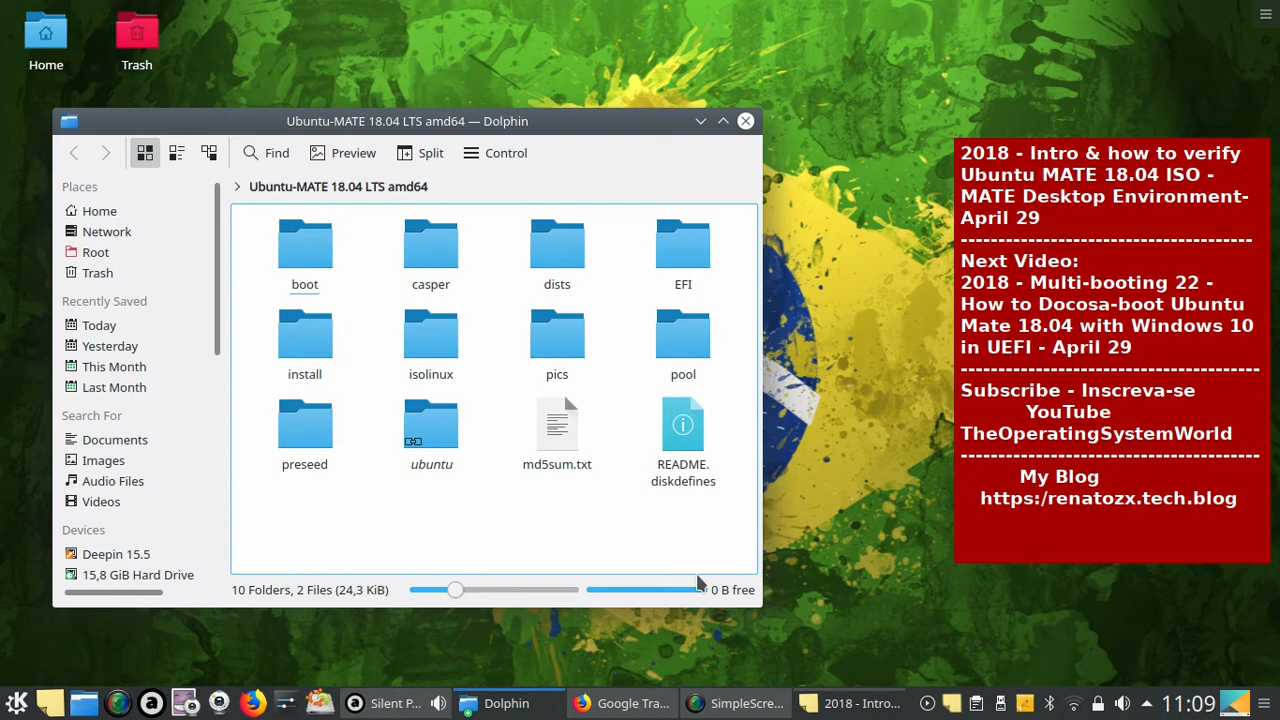 Home
Trash
Ubuntu-MATE 18.04 LTS amd64 — Dolphin
Find
Preview
Split
Control
Places
Home
Network
Root
Trash
Recently Saved
Today
Yesterday
This Month
Last Month
Search For
Documents
Images
Audio Files
Videos
Devices
Deepin 15.5
15,8 GiB Hard Drive
Ubuntu-MATE 18.04 LTS amd64
boot
casper
dists
EFI
install
isolinux
pics
pool
preseed
ubuntu
md5sum.txt
README.
diskdefines
10 Folders, 2 Files (24,3 KiB)
0 B free
2018 - Intro & how to verify
Ubuntu MATE 18.04 ISO -
MATE Desktop Environment-
April 29
---------------------------------------
Next Video:
2018 - Multi-booting 22 -
How to Docosa-boot Ubuntu
Mate 18.04 with Windows 10
in UEFI - April 29
----------------------------------------
Subscribe - Inscreva-se
YouTube
TheOperatingSystemWorld
----------------------------------------
My Blog
https:/renatozx.tech.blog
Silent P...
Dolphin
Google Tra...
SimpleScre...
2018 - Intro...
11:09